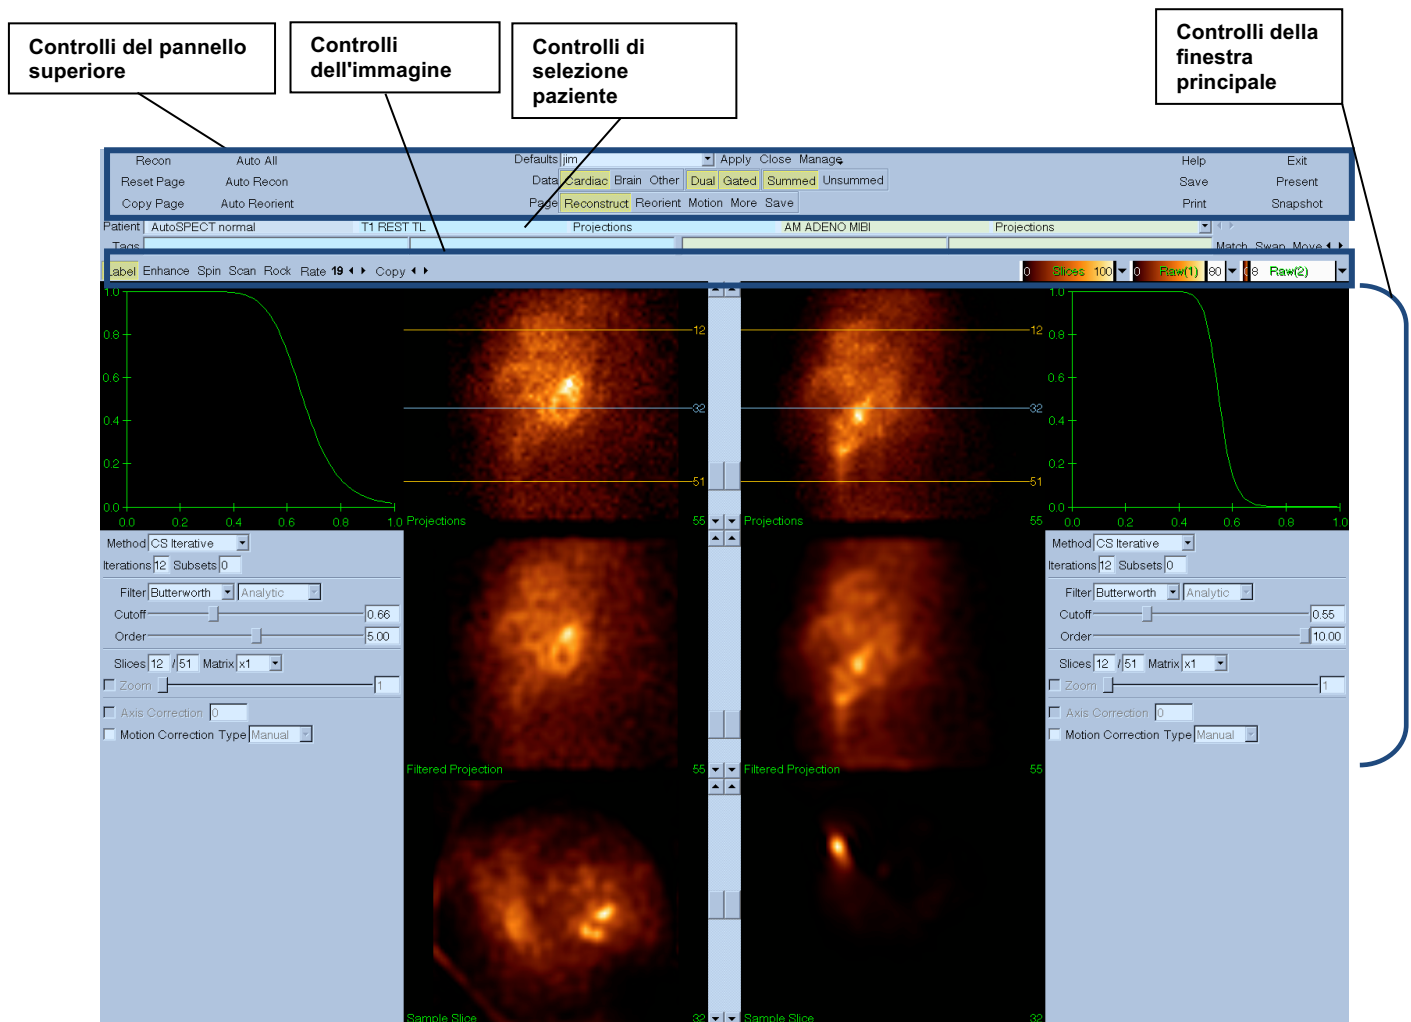 Controlli del pannello
superiore
Controlli
dell'immagine
Controlli di
selezione
paziente
Controlli della
finestra
principale
Recon Auto All Defaults jim Apply Close Manage Help Exit
Reset Page Auto Recon Data Cardiac Brain Other Dual Gated Summed Unsummed Save Present
Copy Page Auto Reorient Page Reconstruct Reorient Motion More Save Print Snapshot
Patient AutoSPECT normal T1 REST TL Projections AM ADENO MIBI Projections
Tags Match Swap Move
Label Enhance Spin Scan Rock Rate 19 Copy 0 Slices 100 0 Raw(1) 80 8 Raw(2)
1.0 1.0
12 12
0.8 0.8
0.6 0.6
32 32
0.4 0.4
0.2 0.2
51 51
0.0 0.0
0.0 0.2 0.4 0.6 0.8 1.0 Projections 55 Projections 55 0.0 0.2 0.4 0.6 0.8 1.0
Method CS Iterative Method CS Iterative
Iterations 12 Subsets 0 Iterations 12 Subsets 0
Filter Butterworth Analytic Filter Butterworth Analytic
Cutoff 0.66 Cutoff 0.55
Order 5.00 Order 10.00
Slices 12 / 51 Matrix x1 Slices 12 / 51 Matrix x1
Zoom 1 Zoom 1
Axis Correction 0 Axis Correction 0
Motion Correction Type Manual Motion Correction Type Manual
Filtered Projection 55 Filtered Projection 55
Sample Slice 32 Sample Slice 32